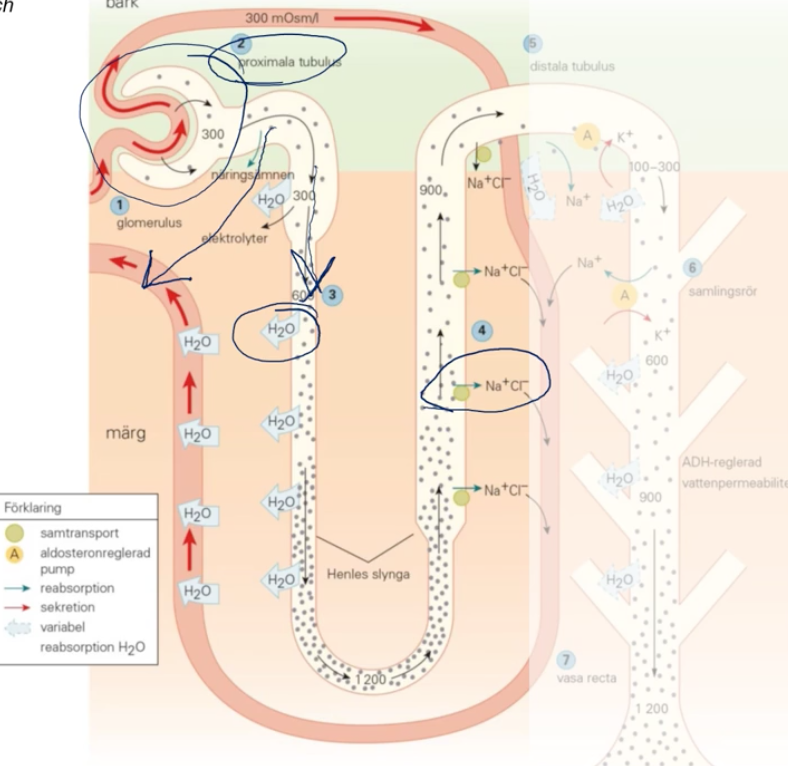 bark
300 mOsm/l
2
proximala tubulus
5
distala tubulus
300
A
K⁺
näringsämnen
Na⁺Cl⁻
900
H₂O
100–300
H₂O
300
H₂O
Na⁺
H₂O
1
glomerulus
elektrolyter
Na⁺Cl⁻
Na⁺
6
samlingsrör
600
3
A
H₂O
H₂O
4
K⁺
600
Na⁺Cl⁻
H₂O
märg
H₂O
H₂O
ADH-reglerad
vattenpermeabilite
H₂O
900
Na⁺Cl⁻
H₂O
H₂O
Förklaring
samtransport
A
aldosteronreglerad
pump
reabsorption
sekretion
variabel
reabsorption H₂O
Henles slynga
H₂O
H₂O
H₂O
7
vasa recta
1 200
1 200